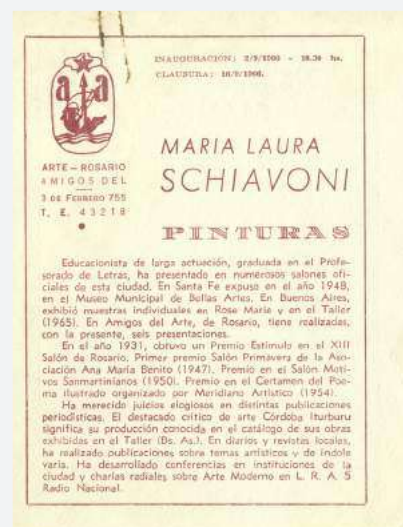 INAUGURACION: 2/9/1966 - 18.30 hs.
CLAUSURA: 16/9/1966.
aa
ARTE - ROSARIO
AMIGOS DEL
3 DE FEBRERO 755
T. E. 43218
MARIA LAURA
SCHIAVONI
PINTURAS
Educacionista de larga actuación, graduada en el Profe-
sorado de Letras, ha presentado en numerosos salones ofi-
ciales de esta ciudad. En Santa Fe expuso en el año 1948,
en el Museo Municipal de Bellas Artes. En Buenos Aires,
exhibió muestras individuales en Rose Marie y en el Taller
(1965). En Amigos del Arte, de Rosario, tiene realizadas,
con la presente, seis presentaciones.
En el año 1931, obtuvo un Premio Estímulo en el XIII
Salón de Rosario. Primer premio Salón Primavera de la Aso-
ciación Ana María Benito (1947). Premio en el Salón Moti-
vos Sanmartinianos (1950). Premio en el Certamen del Poe-
ma ilustrado organizado por Meridiano Artístico (1954).
Ha merecido juicios elogiosos en distintas publicaciones
periodísticas. El destacado crítico de arte Córdoba Iturburu
significa su producción conocida en el catálogo de sus obras
exhibidas en el Taller (Bs. As.). En diarios y revistas locales,
ha realizado publicaciones sobre temas artísticos y de índole
varia. Ha desarrollado conferencias en instituciones de la
ciudad y charlas radiales sobre Arte Moderno en L. R. A. 5
Radio Nacional.